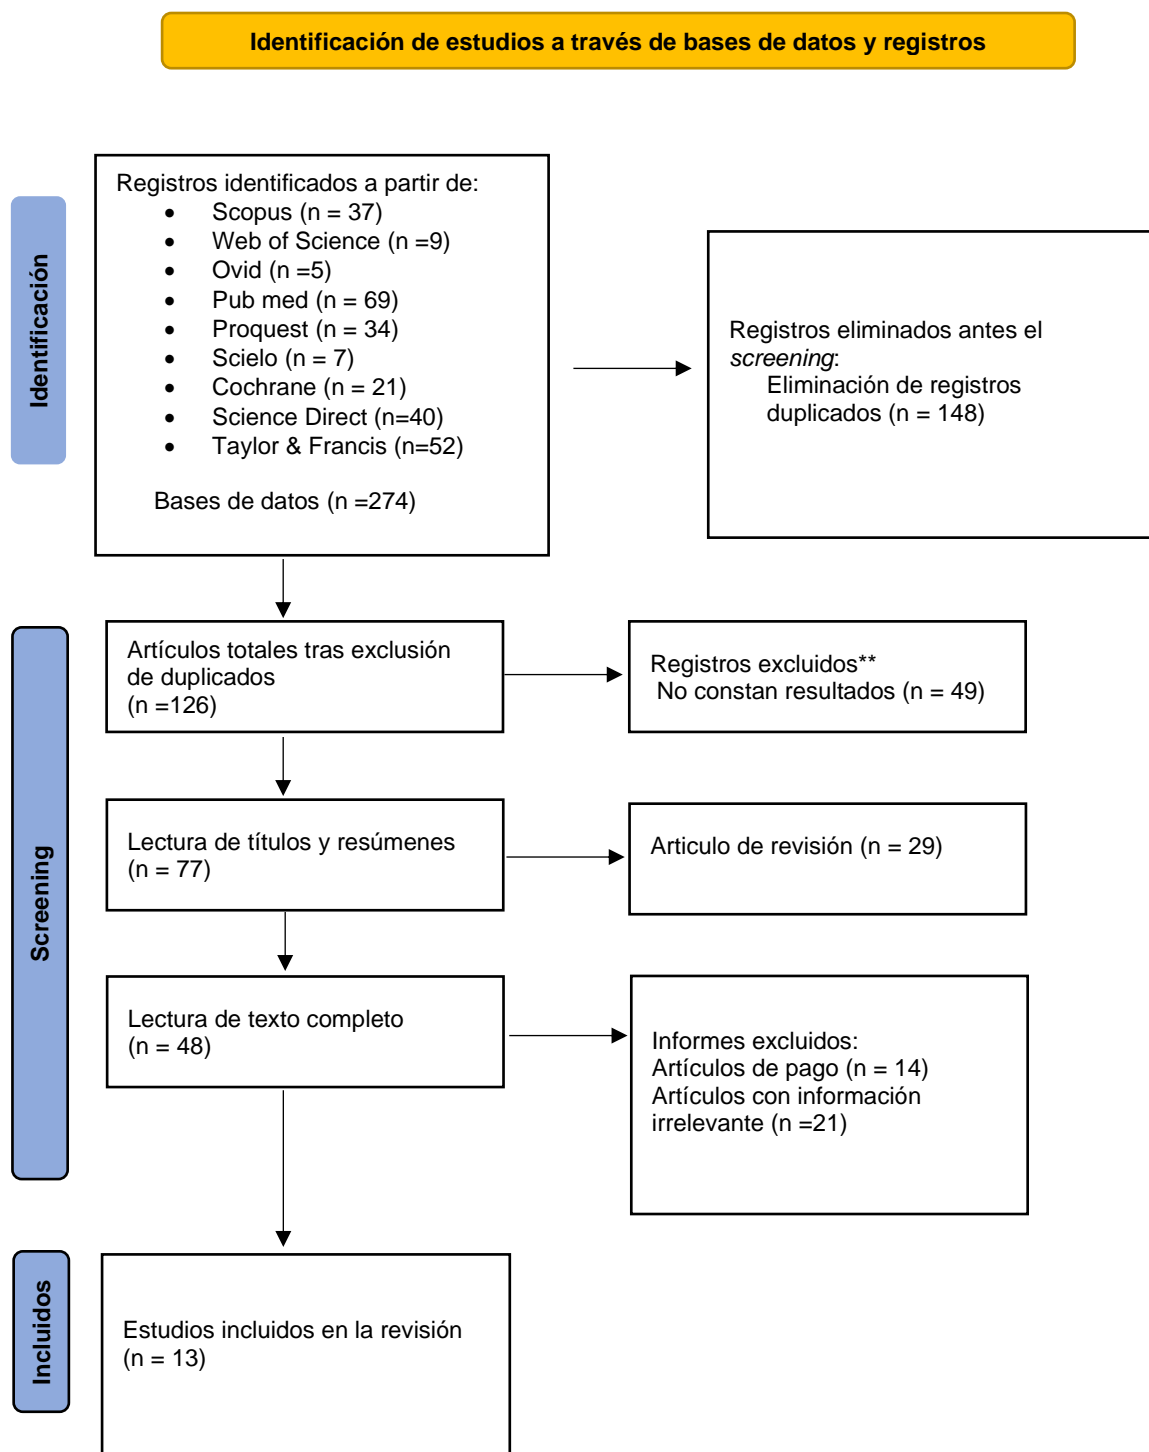 Identificación de estudios a través de bases de datos y registros
Identificación
Registros identificados a partir de:
• Scopus (n = 37)
• Web of Science (n =9)
• Ovid (n =5)
• Pub med (n = 69)
• Proquest (n = 34)
• Scielo (n = 7)
• Cochrane (n = 21)
• Science Direct (n=40)
• Taylor & Francis (n=52)
Bases de datos (n =274)
Registros eliminados antes el
screening:
Eliminación de registros
duplicados (n = 148)
Screening
Artículos totales tras exclusión
de duplicados
(n =126)
Registros excluidos**
No constan resultados (n = 49)
Lectura de títulos y resúmenes
(n = 77)
Articulo de revisión (n = 29)
Lectura de texto completo
(n = 48)
Informes excluidos:
Artículos de pago (n = 14)
Artículos con información
irrelevante (n =21)
Incluidos
Estudios incluidos en la revisión
(n = 13)